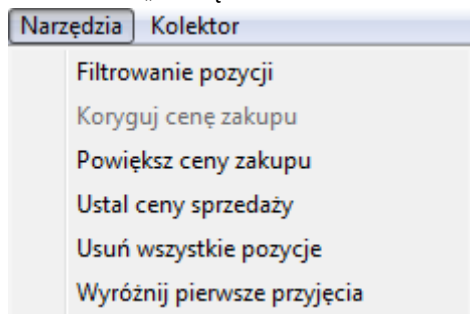 Narzędzia Kolektor
Filtrowanie pozycji
Koryguj cenę zakupu
Powiększ ceny zakupu
Ustal ceny sprzedaży
Usuń wszystkie pozycje
Wyróżnij pierwsze przyjęcia